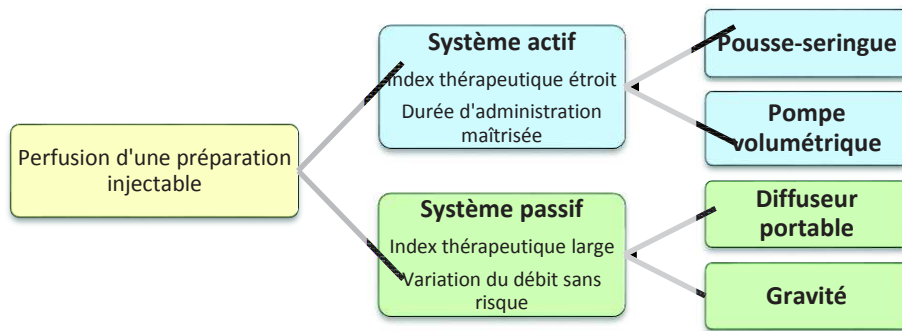 Perfusion d'une préparation
injectable
Système actif
Index thérapeutique étroit
Durée d'administration
maîtrisée
Système passif
Index thérapeutique large
Variation du débit sans
risque
Pousse-seringue
Pompe
volumétrique
Diffuseur
portable
Gravité